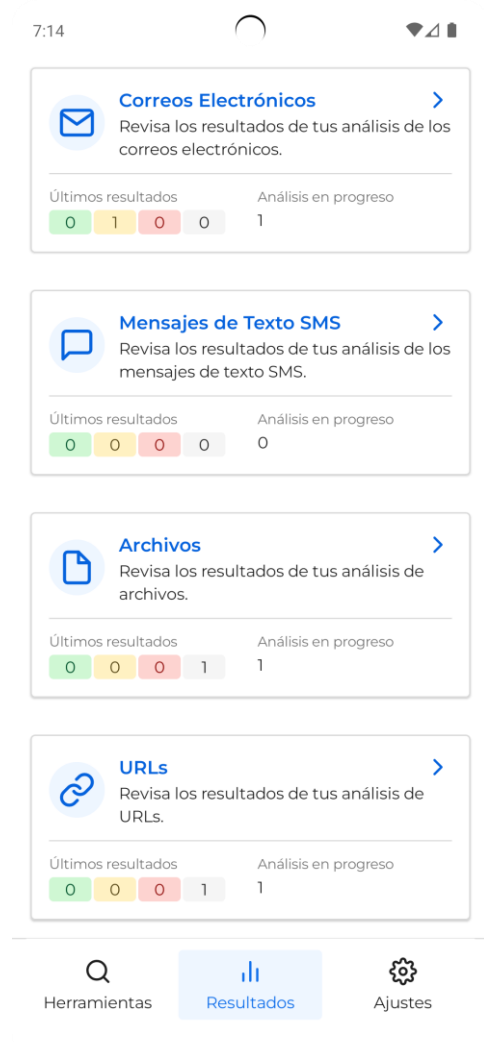 7:14
Correos Electrónicos
Revisa los resultados de tus análisis de los
correos electrónicos.
Últimos resultados
Análisis en progreso
0 1 0 0
1
Mensajes de Texto SMS
Revisa los resultados de tus análisis de los
mensajes de texto SMS.
Últimos resultados
Análisis en progreso
0 0 0 0
0
Archivos
Revisa los resultados de tus análisis de
archivos.
Últimos resultados
Análisis en progreso
0 0 0 1
1
URLs
Revisa los resultados de tus análisis de
URLs.
Últimos resultados
Análisis en progreso
0 0 0 1
1
Herramientas
Resultados
Ajustes